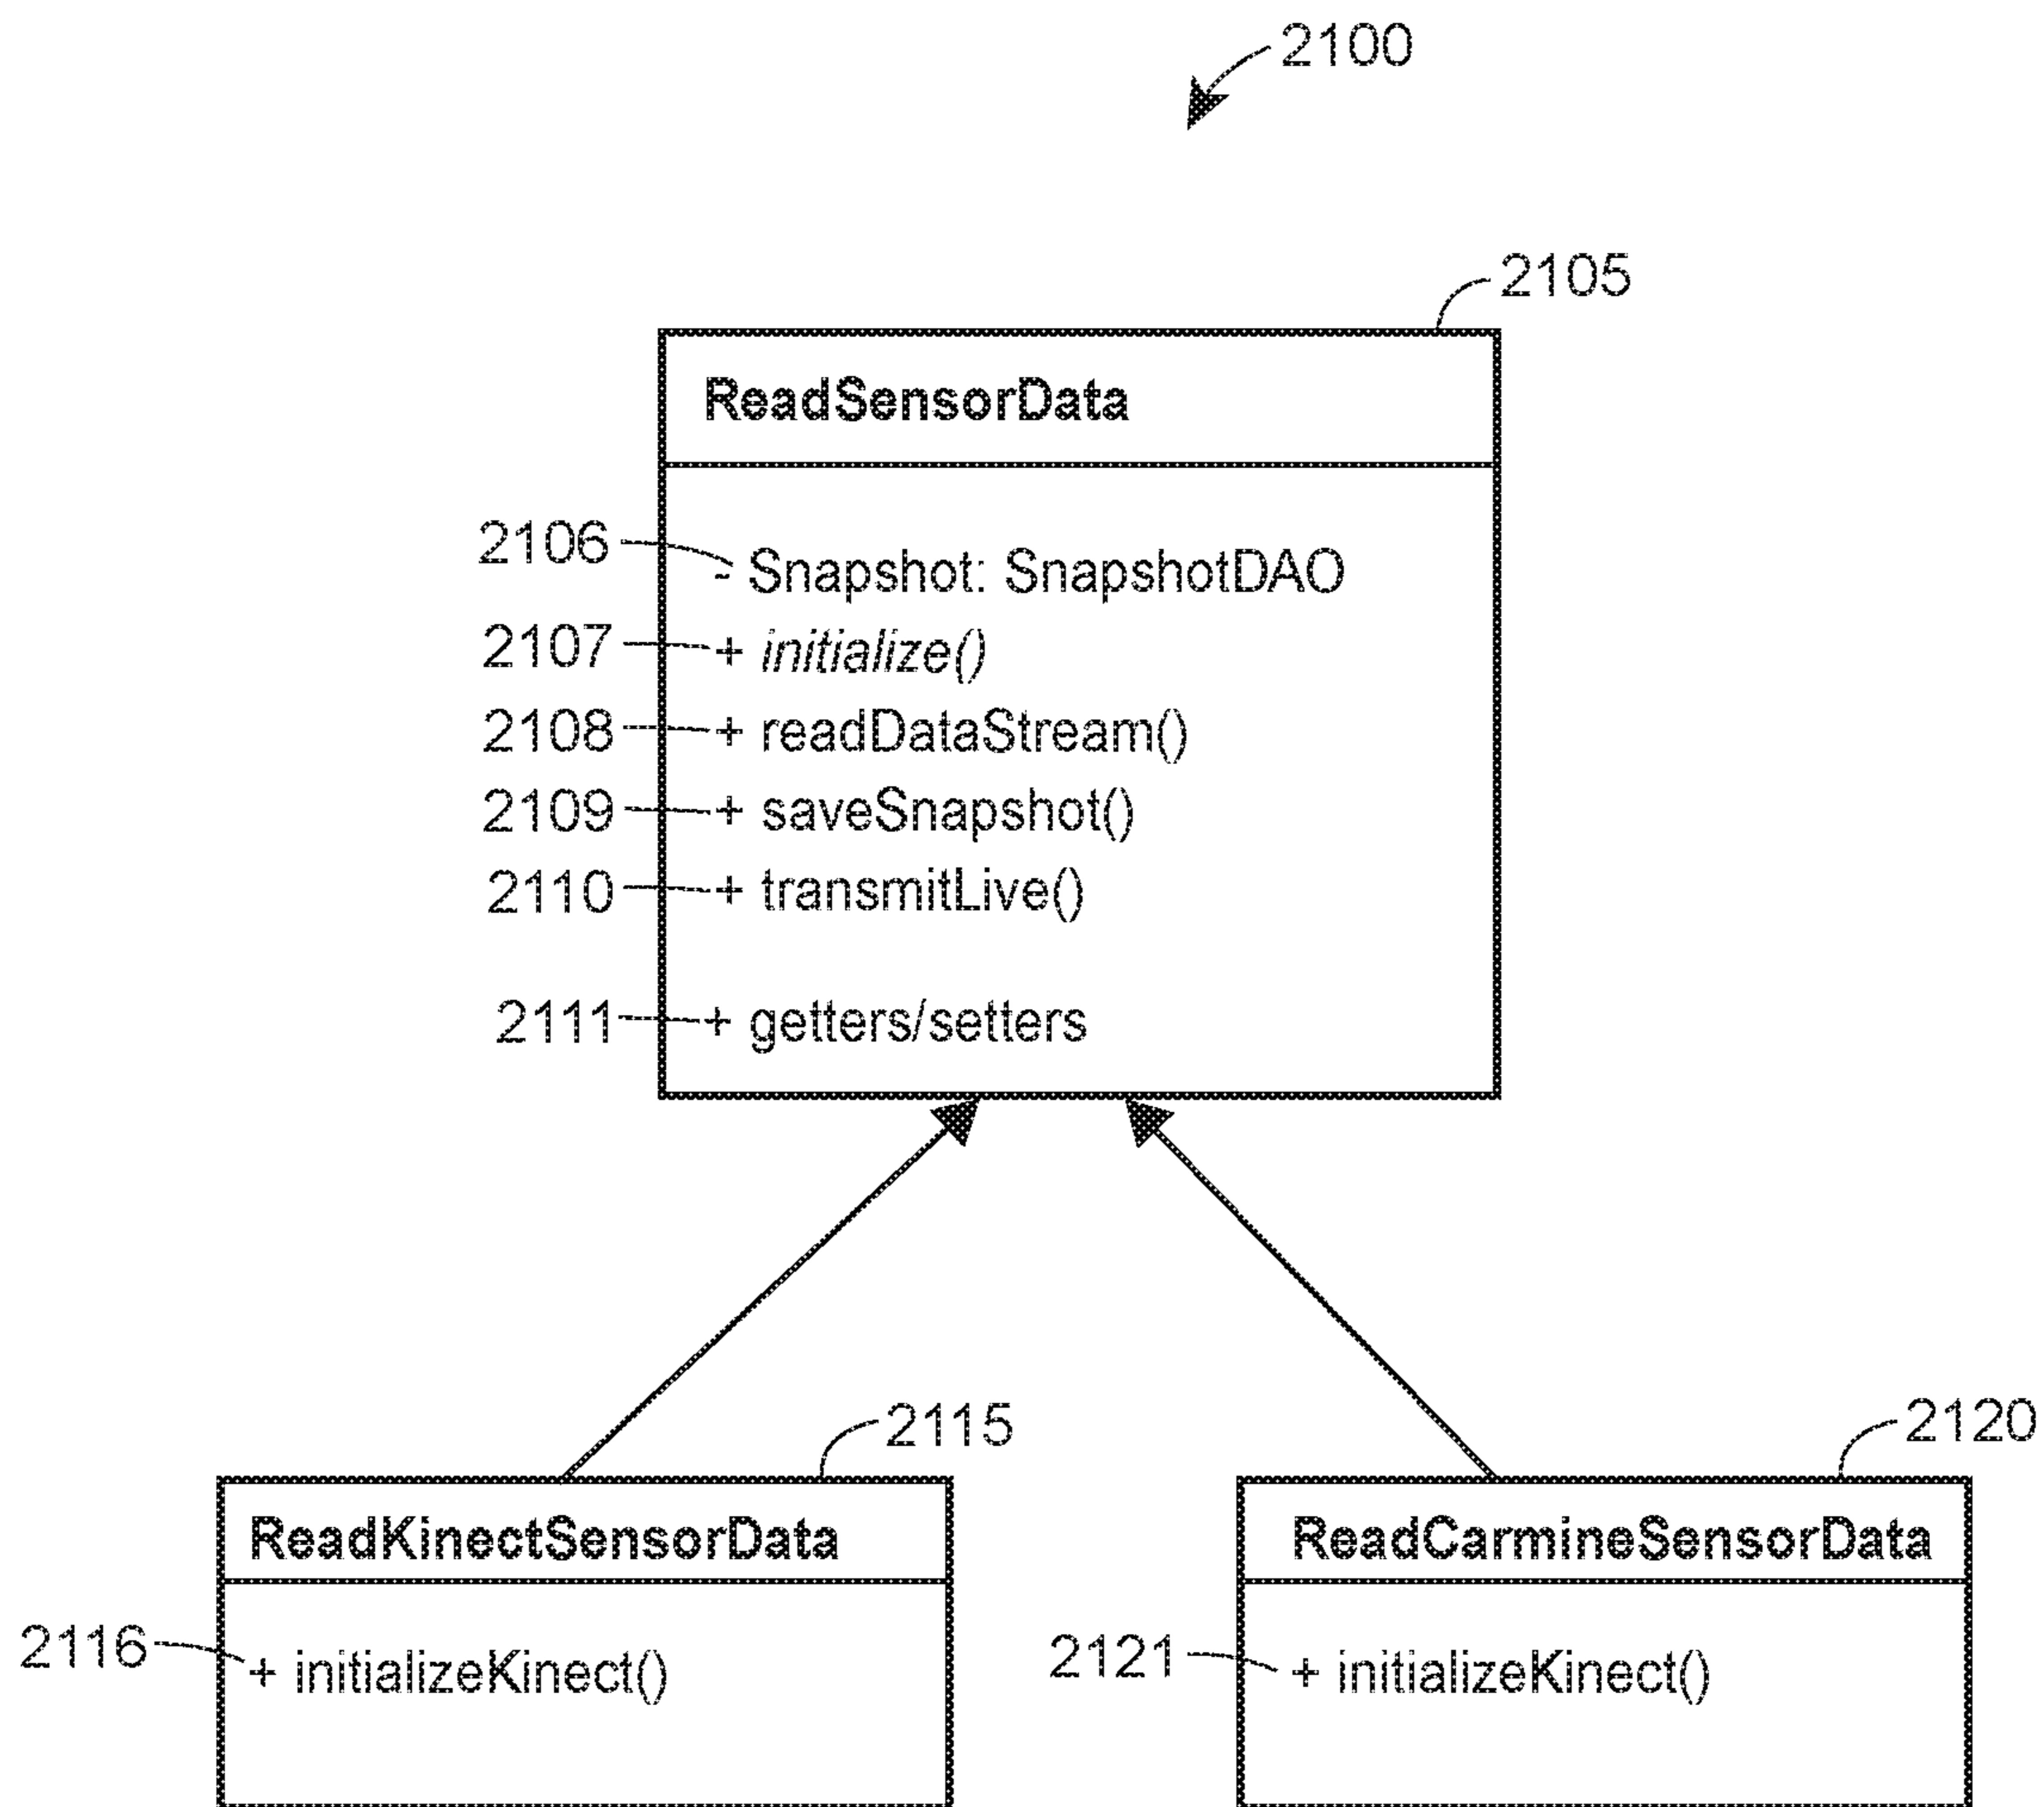 2100
2105
ReadSensorData
2106 - Snapshot: SnapshotDAO
2107 + initialize()
2108 + readDataStream()
2109 + saveSnapshot()
2110 + transmitLive()
2111 + getters/setters
2115
2120
ReadKinectSensorData
ReadCarmineSensorData
2116 + initializeKinect()
2121 + initializeKinect()